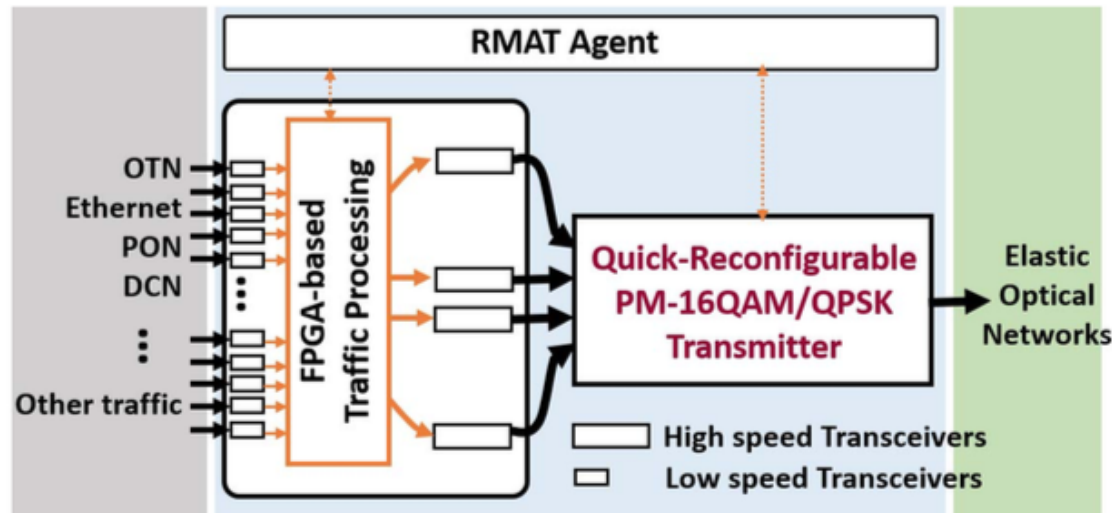 RMAT Agent
OTN
Ethernet
PON
DCN
...
...
Other traffic
FPGA-based
Traffic Processing
Quick-Reconfigurable
PM-16QAM/QPSK
Transmitter
Elastic
Optical
Networks
High speed Transceivers
Low speed Transceivers